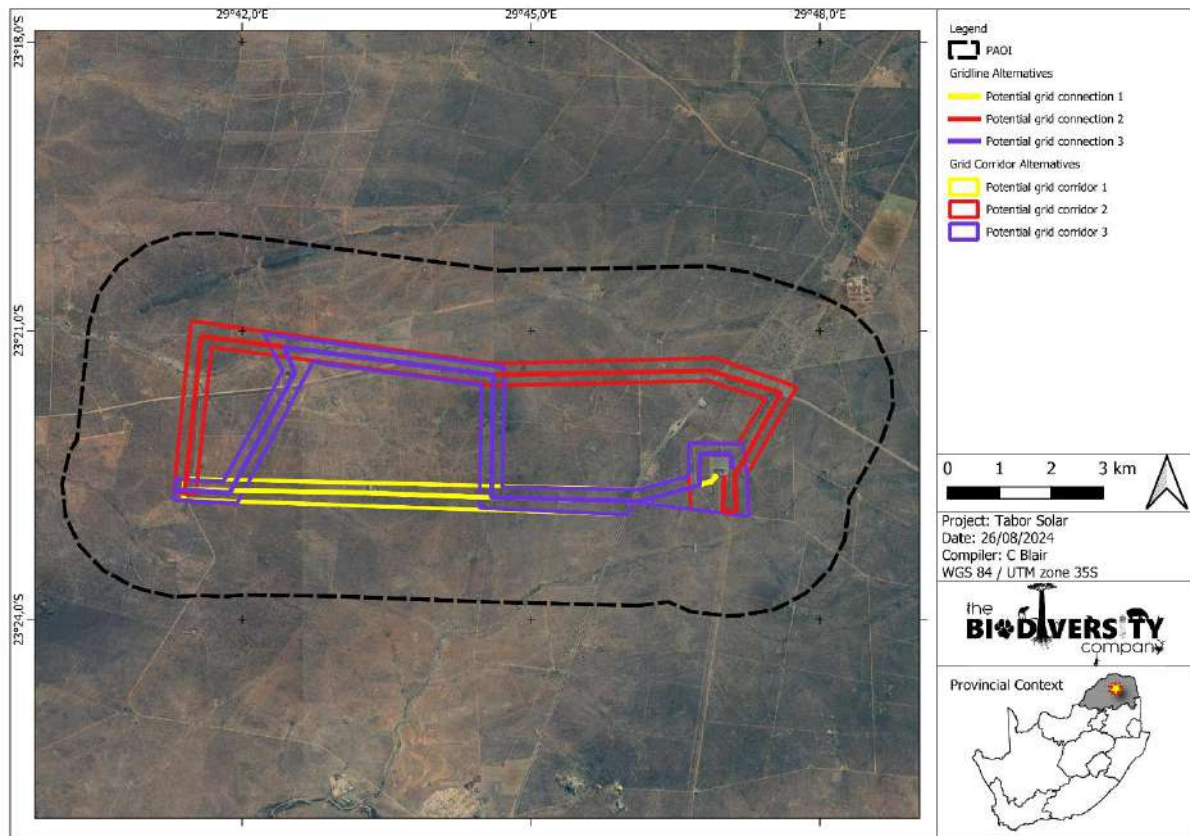 29°42,0'E
29°45,0'E
29°48,0'E
23°18,0'S
23°21,0'S
23°24,0'S
Legend
PAOI
Gridline Alternatives
Potential grid connection 1
Potential grid connection 2
Potential grid connection 3
Grid Corridor Alternatives
Potential grid corridor 1
Potential grid corridor 2
Potential grid corridor 3
0 1 2 3 km
Project: Tabor Solar
Date: 26/08/2024
Compiler: C Blair
WGS 84 / UTM zone 35S
the
BIODIVERSITY
company
Provincial Context